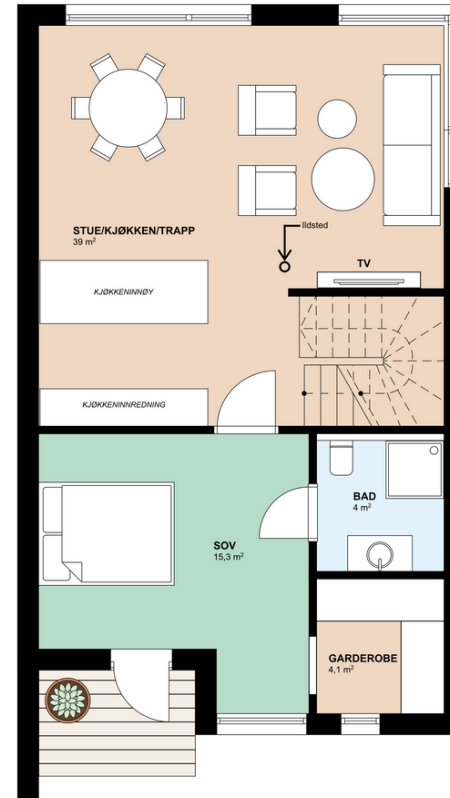 STUE/KJØKKEN/TRAPP
39 m²
Ildsted
TV
KJØKKENINNØY
KJØKKENINNREDNING
SOV
15,3 m²
BAD
4 m²
GARDEROBE
4,1 m²